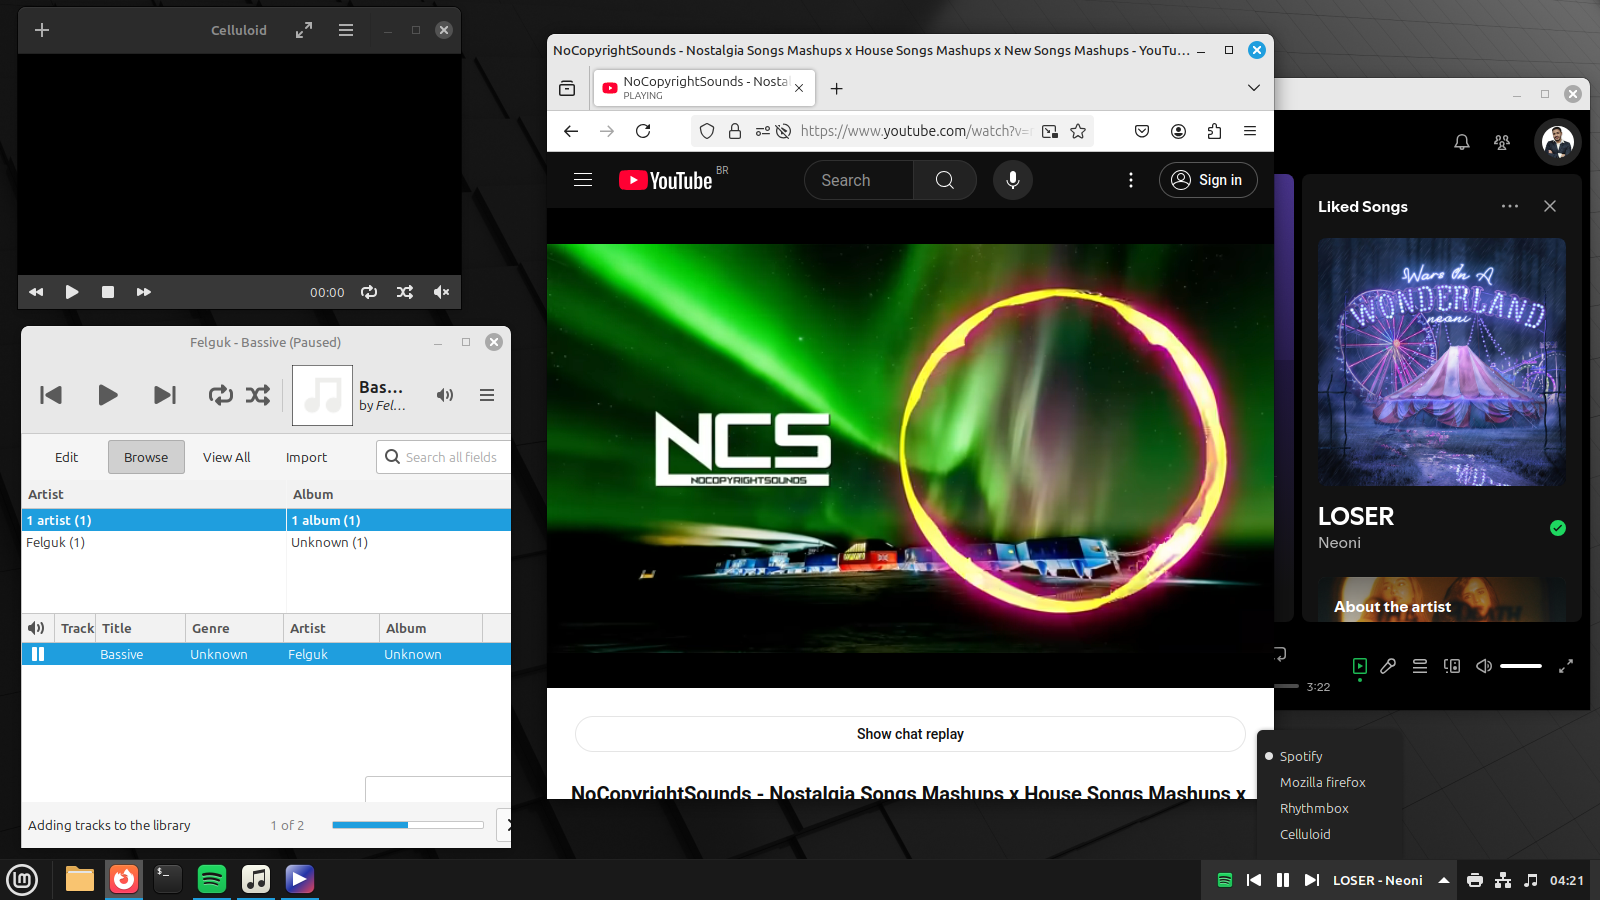 Celluloid
00:00
Felguk - Bassive (Paused)
Bas...
by Fel...
Edit
Browse
View All
Import
Search all fields
Artist
Album
1 artist (1)
1 album (1)
Felguk (1)
Unknown (1)
Track
Title
Genre
Artist
Album
Bassive
Unknown
Felguk
Unknown
Adding tracks to the library
1 of 2
NoCopyrightSounds - Nostalgia Songs Mashups x House Songs Mashups x New Songs Mashups - YouTu...
NoCopyrightSounds - Nostal
PLAYING
https://www.youtube.com/watch?v=
YouTube
BR
Search
Sign in
NCS
NOCOPYRIGHTSOUNDS
Show chat replay
NoCopyrightSounds - Nostalgia Songs Mashups x House Songs Mashups x
Liked Songs
Wars In A
WONDERLAND
neoni
LOSER
Neoni
About the artist
3:22
Spotify
Mozilla firefox
Rhythmbox
Celluloid
LOSER - Neoni
04:21